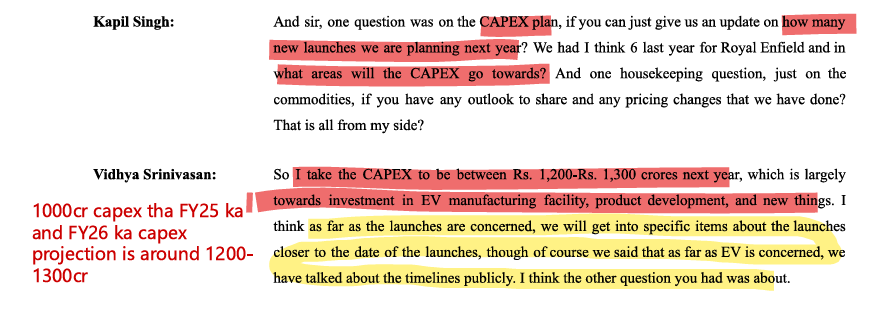 Kapil Singh:
And sir, one question was on the CAPEX plan, if you can just give us an update on how many
new launches we are planning next year? We had I think 6 last year for Royal Enfield and in
what areas will the CAPEX go towards? And one housekeeping question, just on the
commodities, if you have any outlook to share and any pricing changes that we have done?
That is all from my side?
Vidhya Srinivasan:
So I take the CAPEX to be between Rs. 1,200-Rs. 1,300 crores next year, which is largely
towards investment in EV manufacturing facility, product development, and new things. I
think as far as the launches are concerned, we will get into specific items about the launches
closer to the date of the launches, though of course we said that as far as EV is concerned, we
have talked about the timelines publicly. I think the other question you had was about.
1000cr capex tha FY25 ka
and FY26 ka capex
projection is around 1200-
1300cr